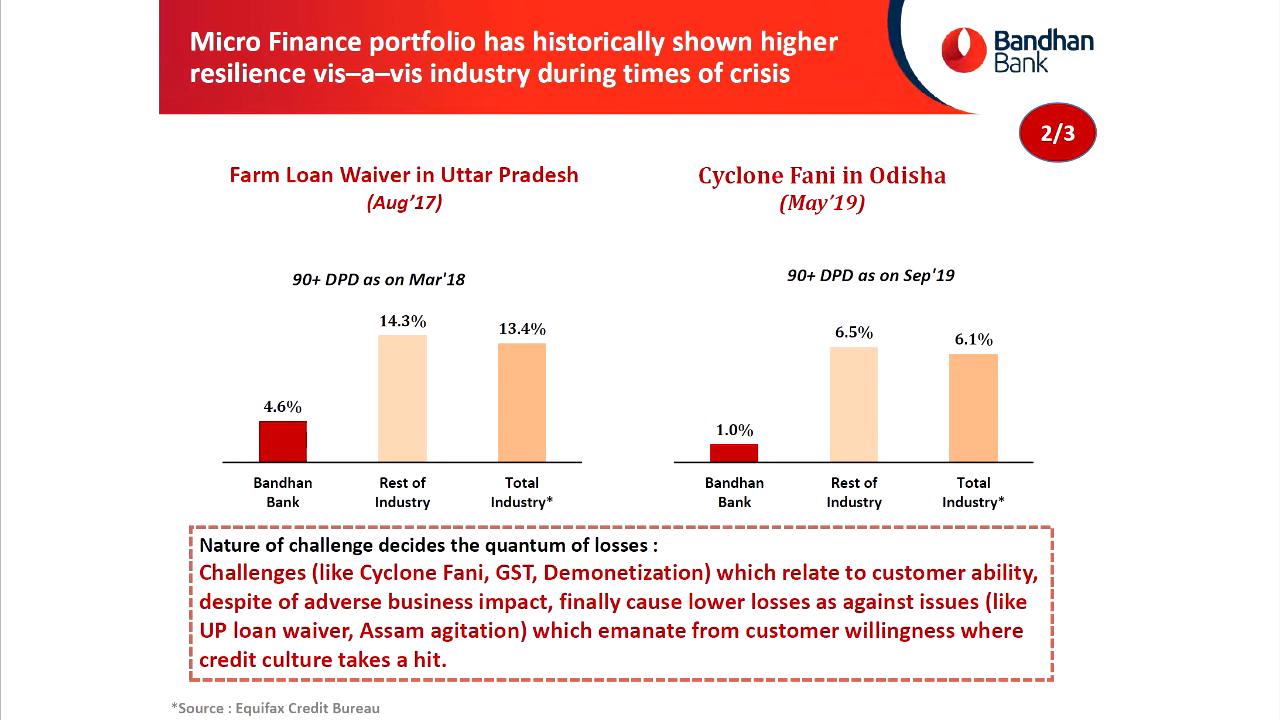 Micro Finance portfolio has historically shown higher
resilience vis–a–vis industry during times of crisis
Bandhan
Bank
2/3
Farm Loan Waiver in Uttar Pradesh
(Aug’17)
90+ DPD as on Mar'18
14.3%
13.4%
4.6%
Bandhan
Bank
Rest of
Industry
Total
Industry*
Cyclone Fani in Odisha
(May’19)
90+ DPD as on Sep'19
6.5%
6.1%
1.0%
Bandhan
Bank
Rest of
Industry
Total
Industry*
Nature of challenge decides the quantum of losses :
Challenges (like Cyclone Fani, GST, Demonetization) which relate to customer ability,
despite of adverse business impact, finally cause lower losses as against issues (like
UP loan waiver, Assam agitation) which emanate from customer willingness where
credit culture takes a hit.
*Source : Equifax Credit Bureau